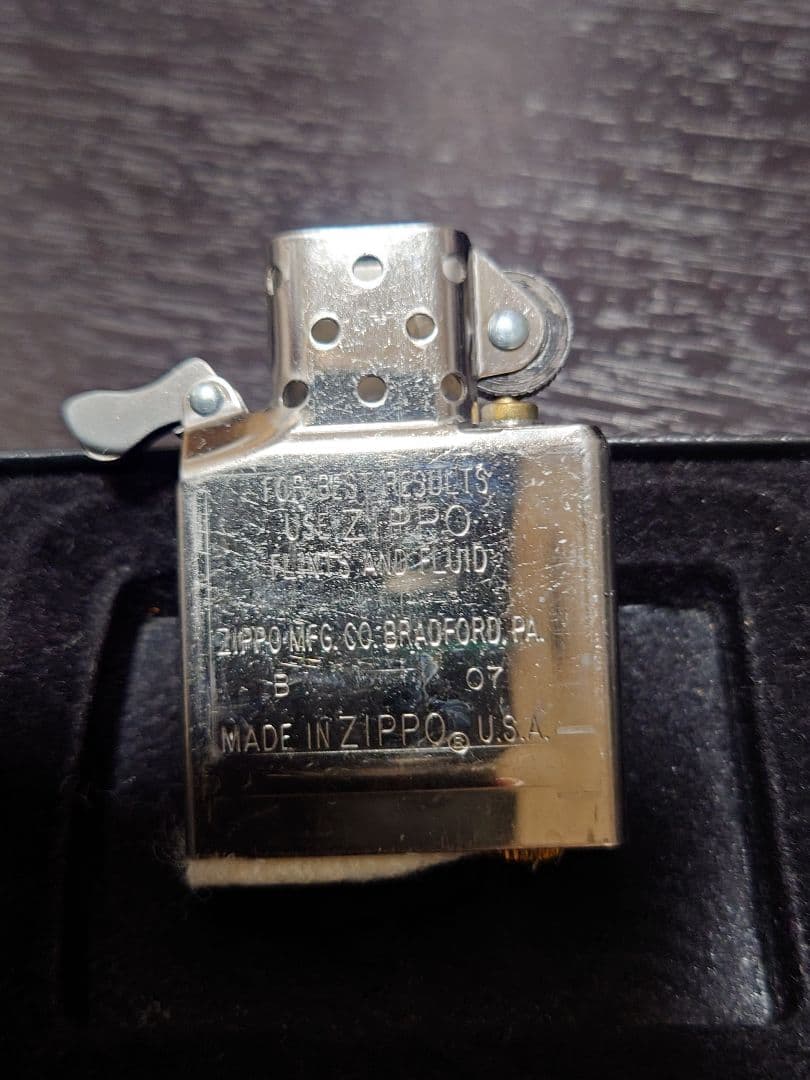 FOR BEST RESULTS
USE ZIPPO
FLINTS AND FLUID
ZIPPO MFG. CO. BRADFORD, PA.
B 07
MADE IN ZIPPO® U.S.A.